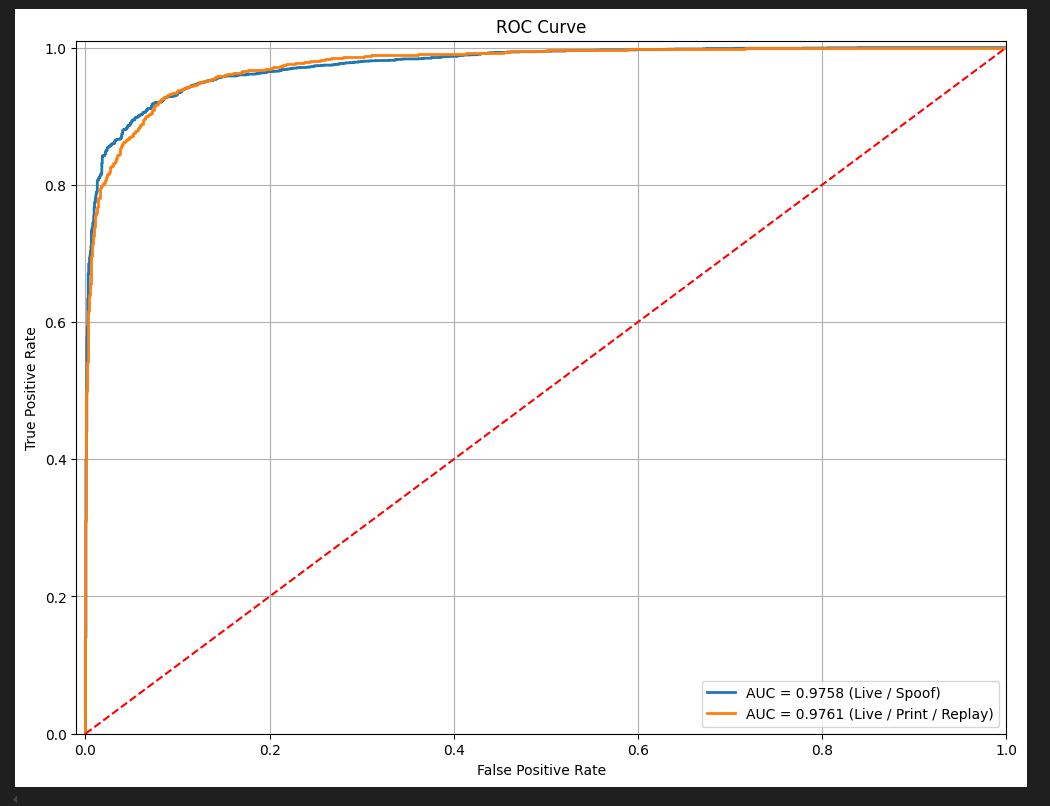 ROC Curve
1.0
0.8
0.6
0.4
0.2
0.0
True Positive Rate
0.0 0.2 0.4 0.6 0.8 1.0
False Positive Rate
AUC = 0.9758 (Live / Spoof)
AUC = 0.9761 (Live / Print / Replay)